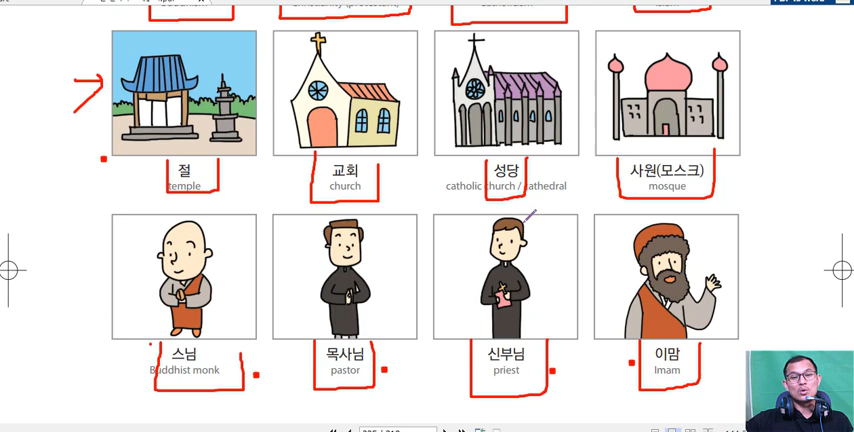 절
temple
교회
church
성당
catholic church / cathedral
사원(모스크)
mosque
스님
Buddhist monk
목사님
pastor
신부님
priest
이맘
Imam